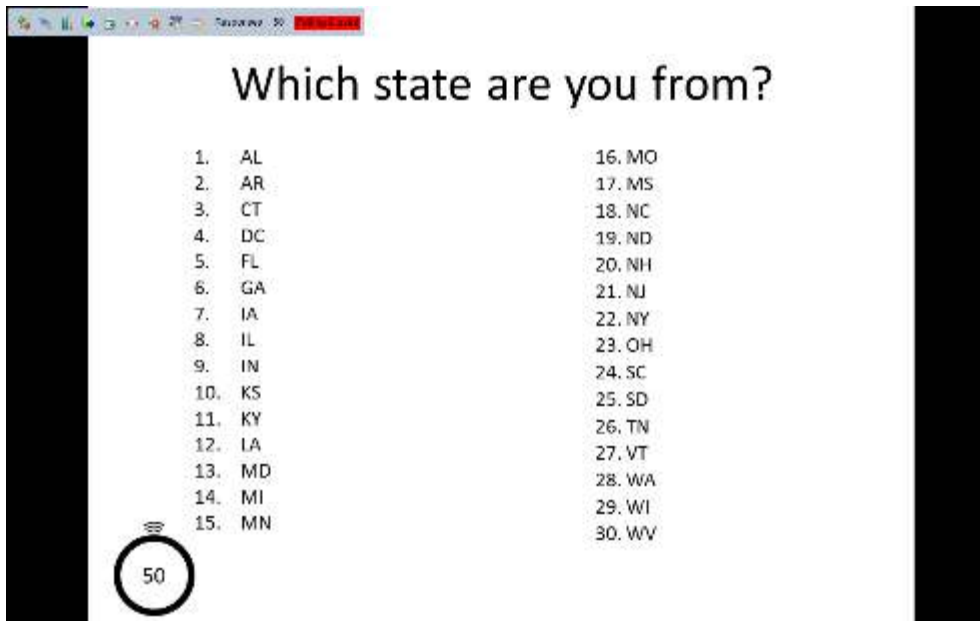 Responses 50
Which state are you from?
1. AL
2. AR
3. CT
4. DC
5. FL
6. GA
7. IA
8. IL
9. IN
10. KS
11. KY
12. LA
13. MD
14. MI
15. MN
16. MO
17. MS
18. NC
19. ND
20. NH
21. NJ
22. NY
23. OH
24. SC
25. SD
26. TN
27. VT
28. WA
29. WI
30. WV
50